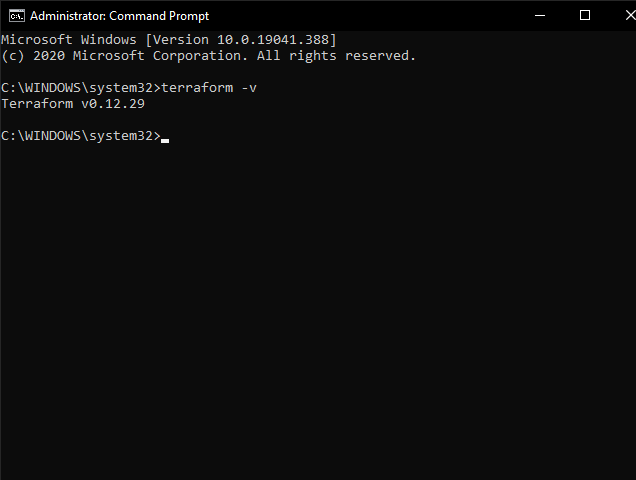 Administrator: Command Prompt
Microsoft Windows [Version 10.0.19041.388]
(c) 2020 Microsoft Corporation. All rights reserved.
C:\WINDOWS\system32>terraform -v
Terraform v0.12.29
C:\WINDOWS\system32>